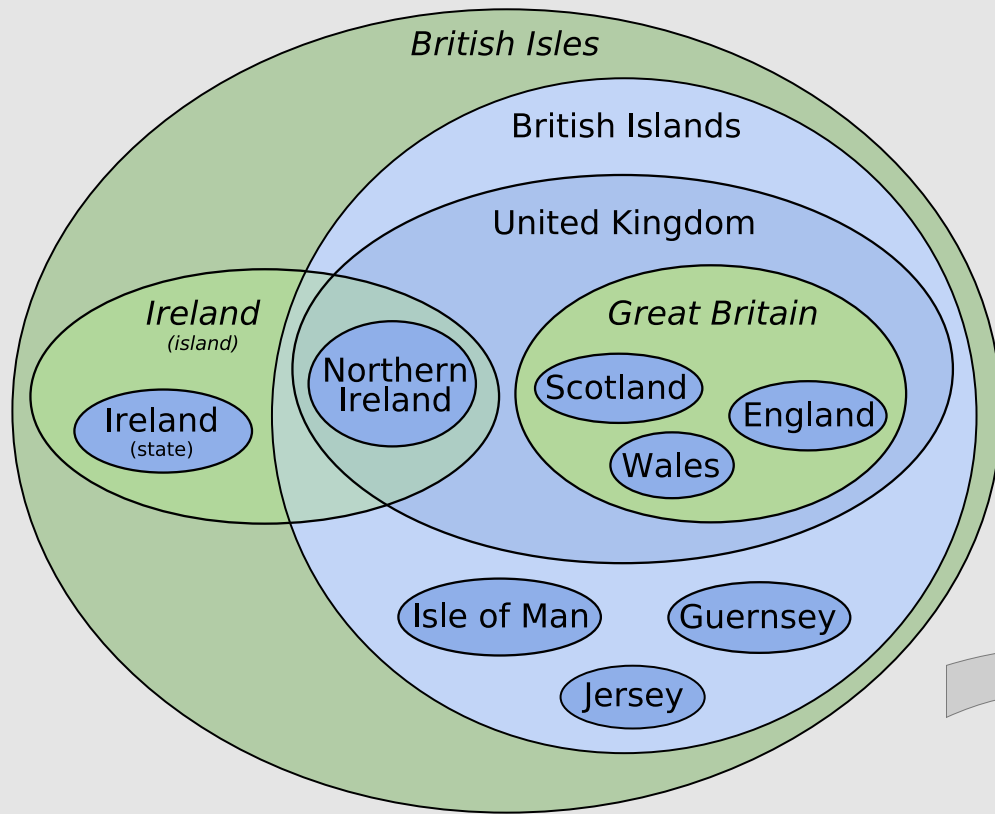 British Isles
British Islands
United Kingdom
Ireland
(island)
Great Britain
Northern
Ireland
Scotland
England
Ireland
(state)
Wales
Isle of Man
Guernsey
Jersey